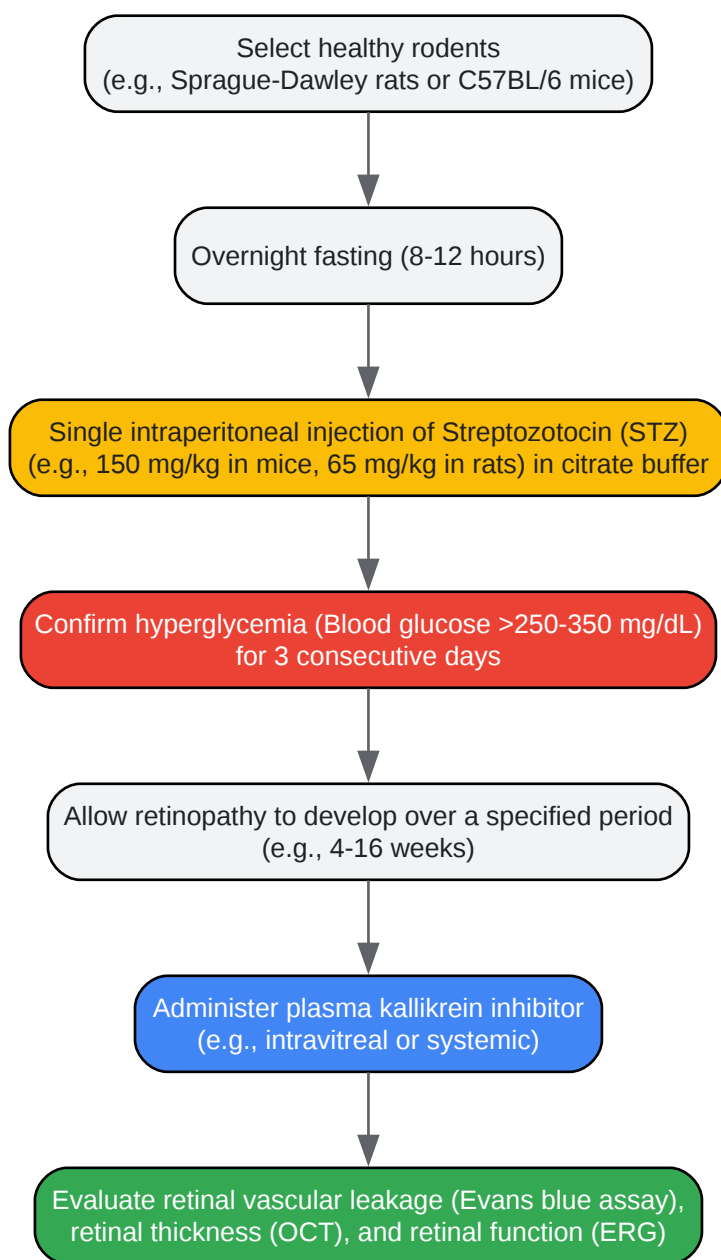 Select healthy rodents
(e.g., Sprague-Dawley rats or C57BL/6 mice)
Overnight fasting (8-12 hours)
Single intraperitoneal injection of Streptozotocin (STZ)
(e.g., 150 mg/kg in mice, 65 mg/kg in rats) in citrate buffer
Confirm hyperglycemia (Blood glucose >250-350 mg/dL)
for 3 consecutive days
Allow retinopathy to develop over a specified period
(e.g., 4-16 weeks)
Administer plasma kallikrein inhibitor
(e.g., intravitreal or systemic)
Evaluate retinal vascular leakage (Evans blue assay),
retinal thickness (OCT), and retinal function (ERG)